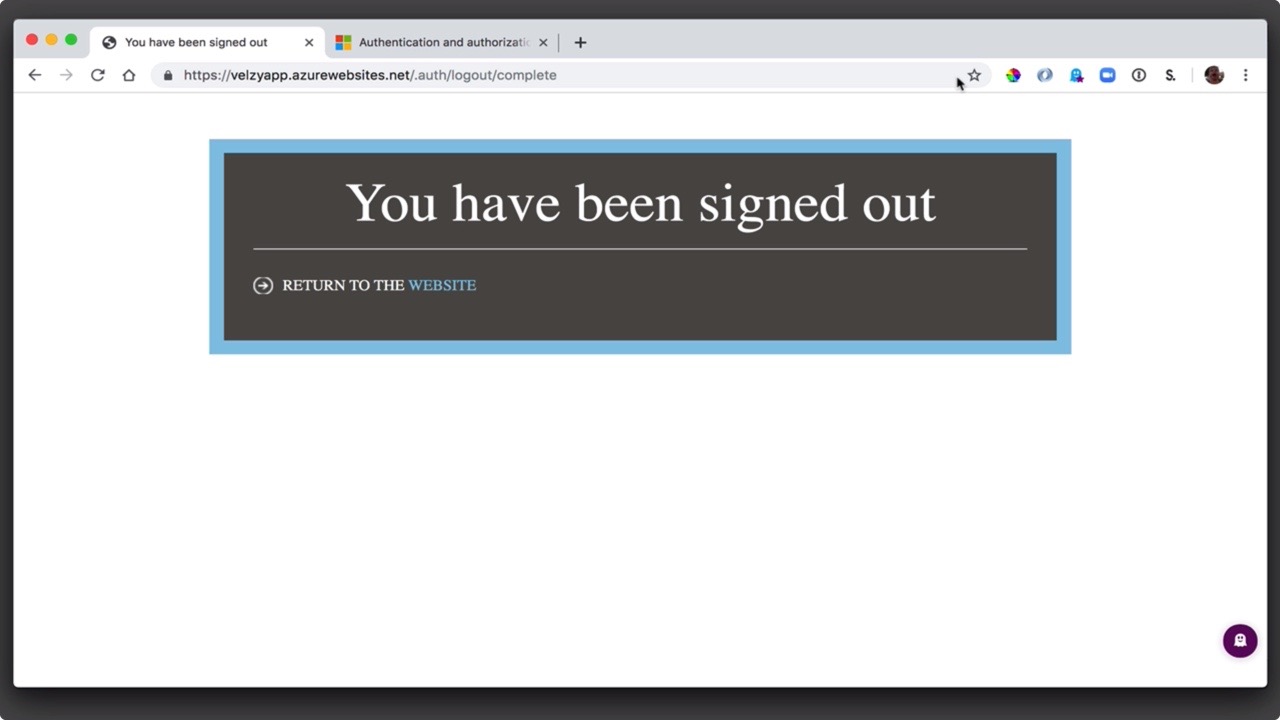 You have been signed out
Authentication and authorizati
https://velzyapp.azurewebsites.net/.auth/logout/complete
S.
You have been signed out
RETURN TO THE WEBSITE